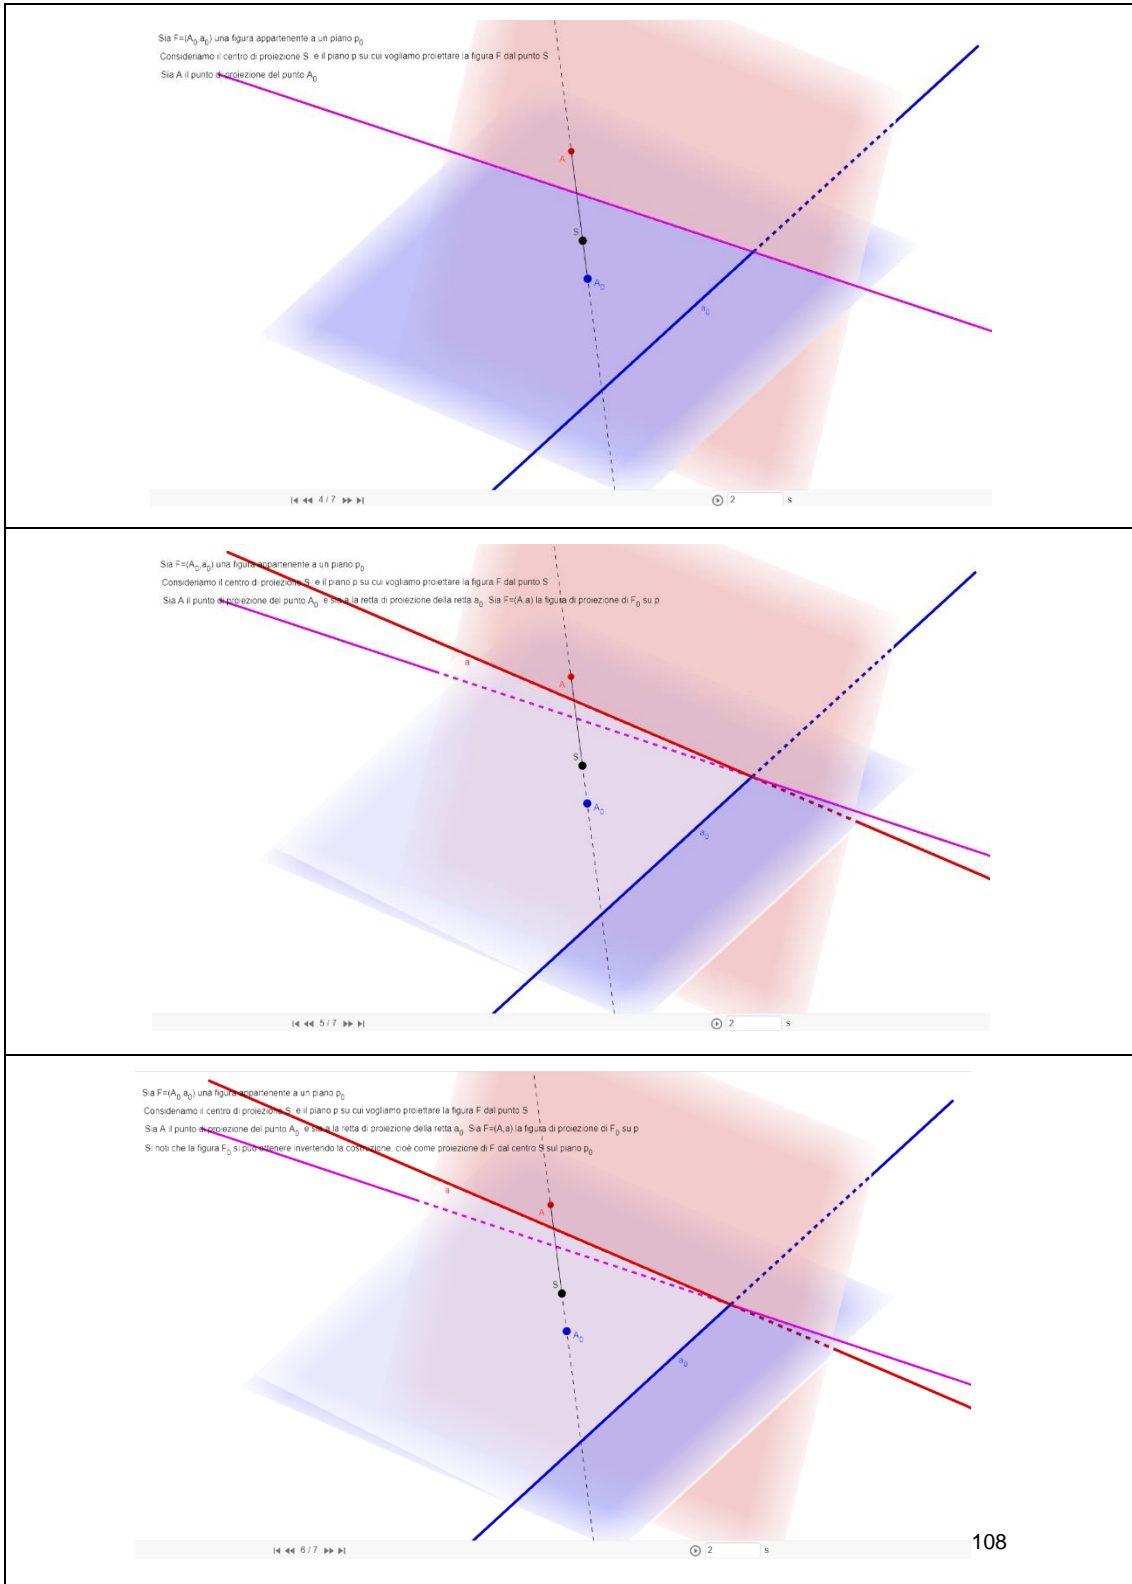 Sia F=(A₀,a₀) una figura appartenente a un piano p₀
Consideriamo il centro di proiezione S e il piano p su cui vogliamo proiettare la figura F dal punto S
Sia A il punto di proiezione del punto A₀
A
S
A₀
a₀
4 / 7
2 s
Sia F=(A₀,a₀) una figura appartenente a un piano p₀
Consideriamo il centro di proiezione S e il piano p su cui vogliamo proiettare la figura F dal punto S
Sia A il punto di proiezione del punto A₀ e sia a la retta di proiezione della retta a₀ Sia F=(A,a) la figura di proiezione di F₀ su p
a
A
S
A₀
a₀
5 / 7
2 s
Sia F=(A₀,a₀) una figura appartenente a un piano p₀
Consideriamo il centro di proiezione S e il piano p su cui vogliamo proiettare la figura F dal punto S
Sia A il punto di proiezione del punto A₀ e sia a la retta di proiezione della retta a₀ Sia F=(A,a) la figura di proiezione di F₀ su p
Si noti che la figura F₀ si può ottenere invertendo la costruzione, cioè come proiezione di F dal centro S sul piano p₀
a
A
S
A₀
a₀
6 / 7
2 s
108